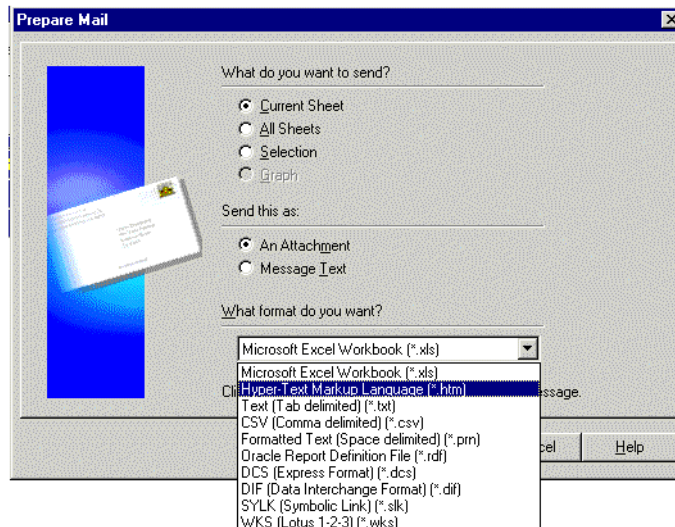 Prepare Mail
What do you want to send?
Current Sheet
All Sheets
Selection
Graph
Send this as:
An Attachment
Message Text
What format do you want?
Microsoft Excel Workbook (*.xls)
Microsoft Excel Workbook (*.xls)
Hyper-Text Markup Language (*.htm)
Text (Tab delimited) (*.txt)
CSV (Comma delimited) (*.csv)
Formatted Text (Space delimited) (*.prn)
Oracle Report Definition File (*.rdf)
DCS (Express Format) (*.dcs)
DIF (Data Interchange Format) (*.dif)
SYLK (Symbolic Link) (*.slk)
WKS (Lotus 1-2-3) (*.wks)
Help